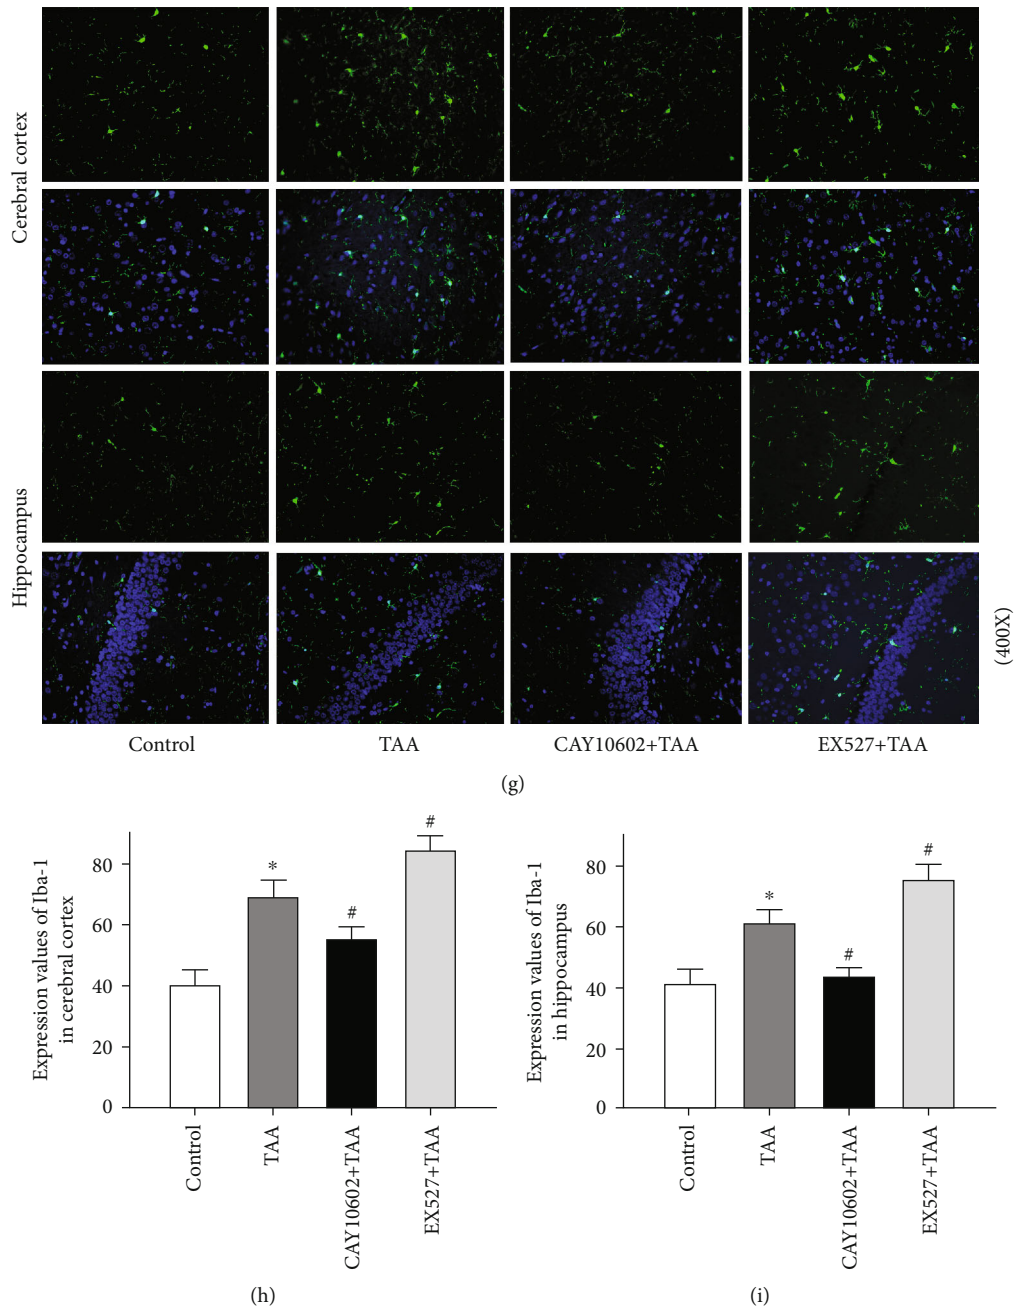 Cerebral cortex
Hippocampus
(400X)
Control
TAA
CAY10602+TAA
EX527+TAA
(g)
Expression values of Iba-1
in cerebral cortex
80
60
40
20
0
*
#
#
Control
TAA
CAY10602+TAA
EX527+TAA
(h)
Expression values of Iba-1
in hippocampus
80
60
40
20
0
*
#
#
Control
TAA
CAY10602+TAA
EX527+TAA
(i)